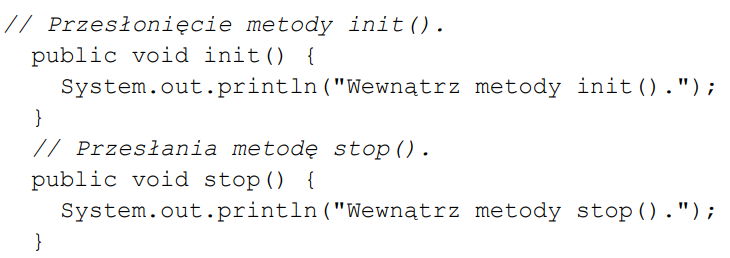 // Przesłonięcie metody init().
public void init() {
System.out.println("Wewnątrz metody init().");
}
// Przesłania metodę stop().
public void stop() {
System.out.println("Wewnątrz metody stop().");
}